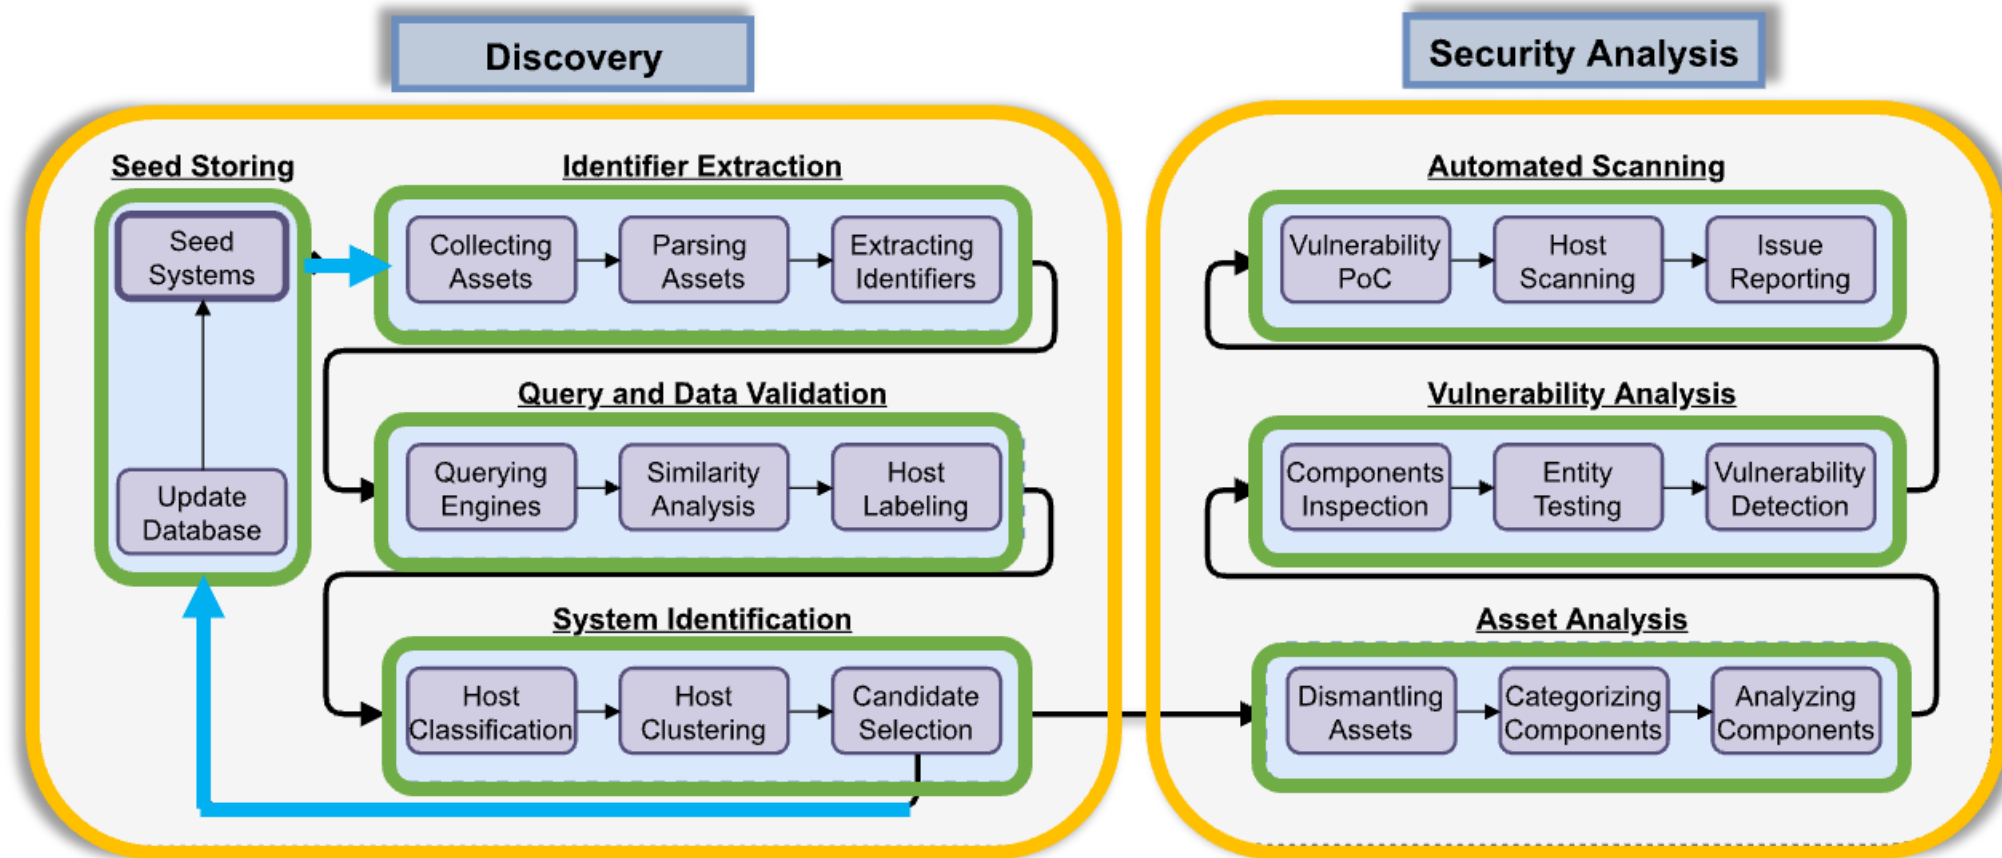 Discovery
Seed Storing
Seed
Systems
Update
Database
Identifier Extraction
Collecting
Assets
Parsing
Assets
Extracting
Identifiers
Query and Data Validation
Querying
Engines
Similarity
Analysis
Host
Labeling
System Identification
Host
Classification
Host
Clustering
Candidate
Selection
Security Analysis
Automated Scanning
Vulnerability
PoC
Host
Scanning
Issue
Reporting
Vulnerability Analysis
Components
Inspection
Entity
Testing
Vulnerability
Detection
Asset Analysis
Dismantling
Assets
Categorizing
Components
Analyzing
Components